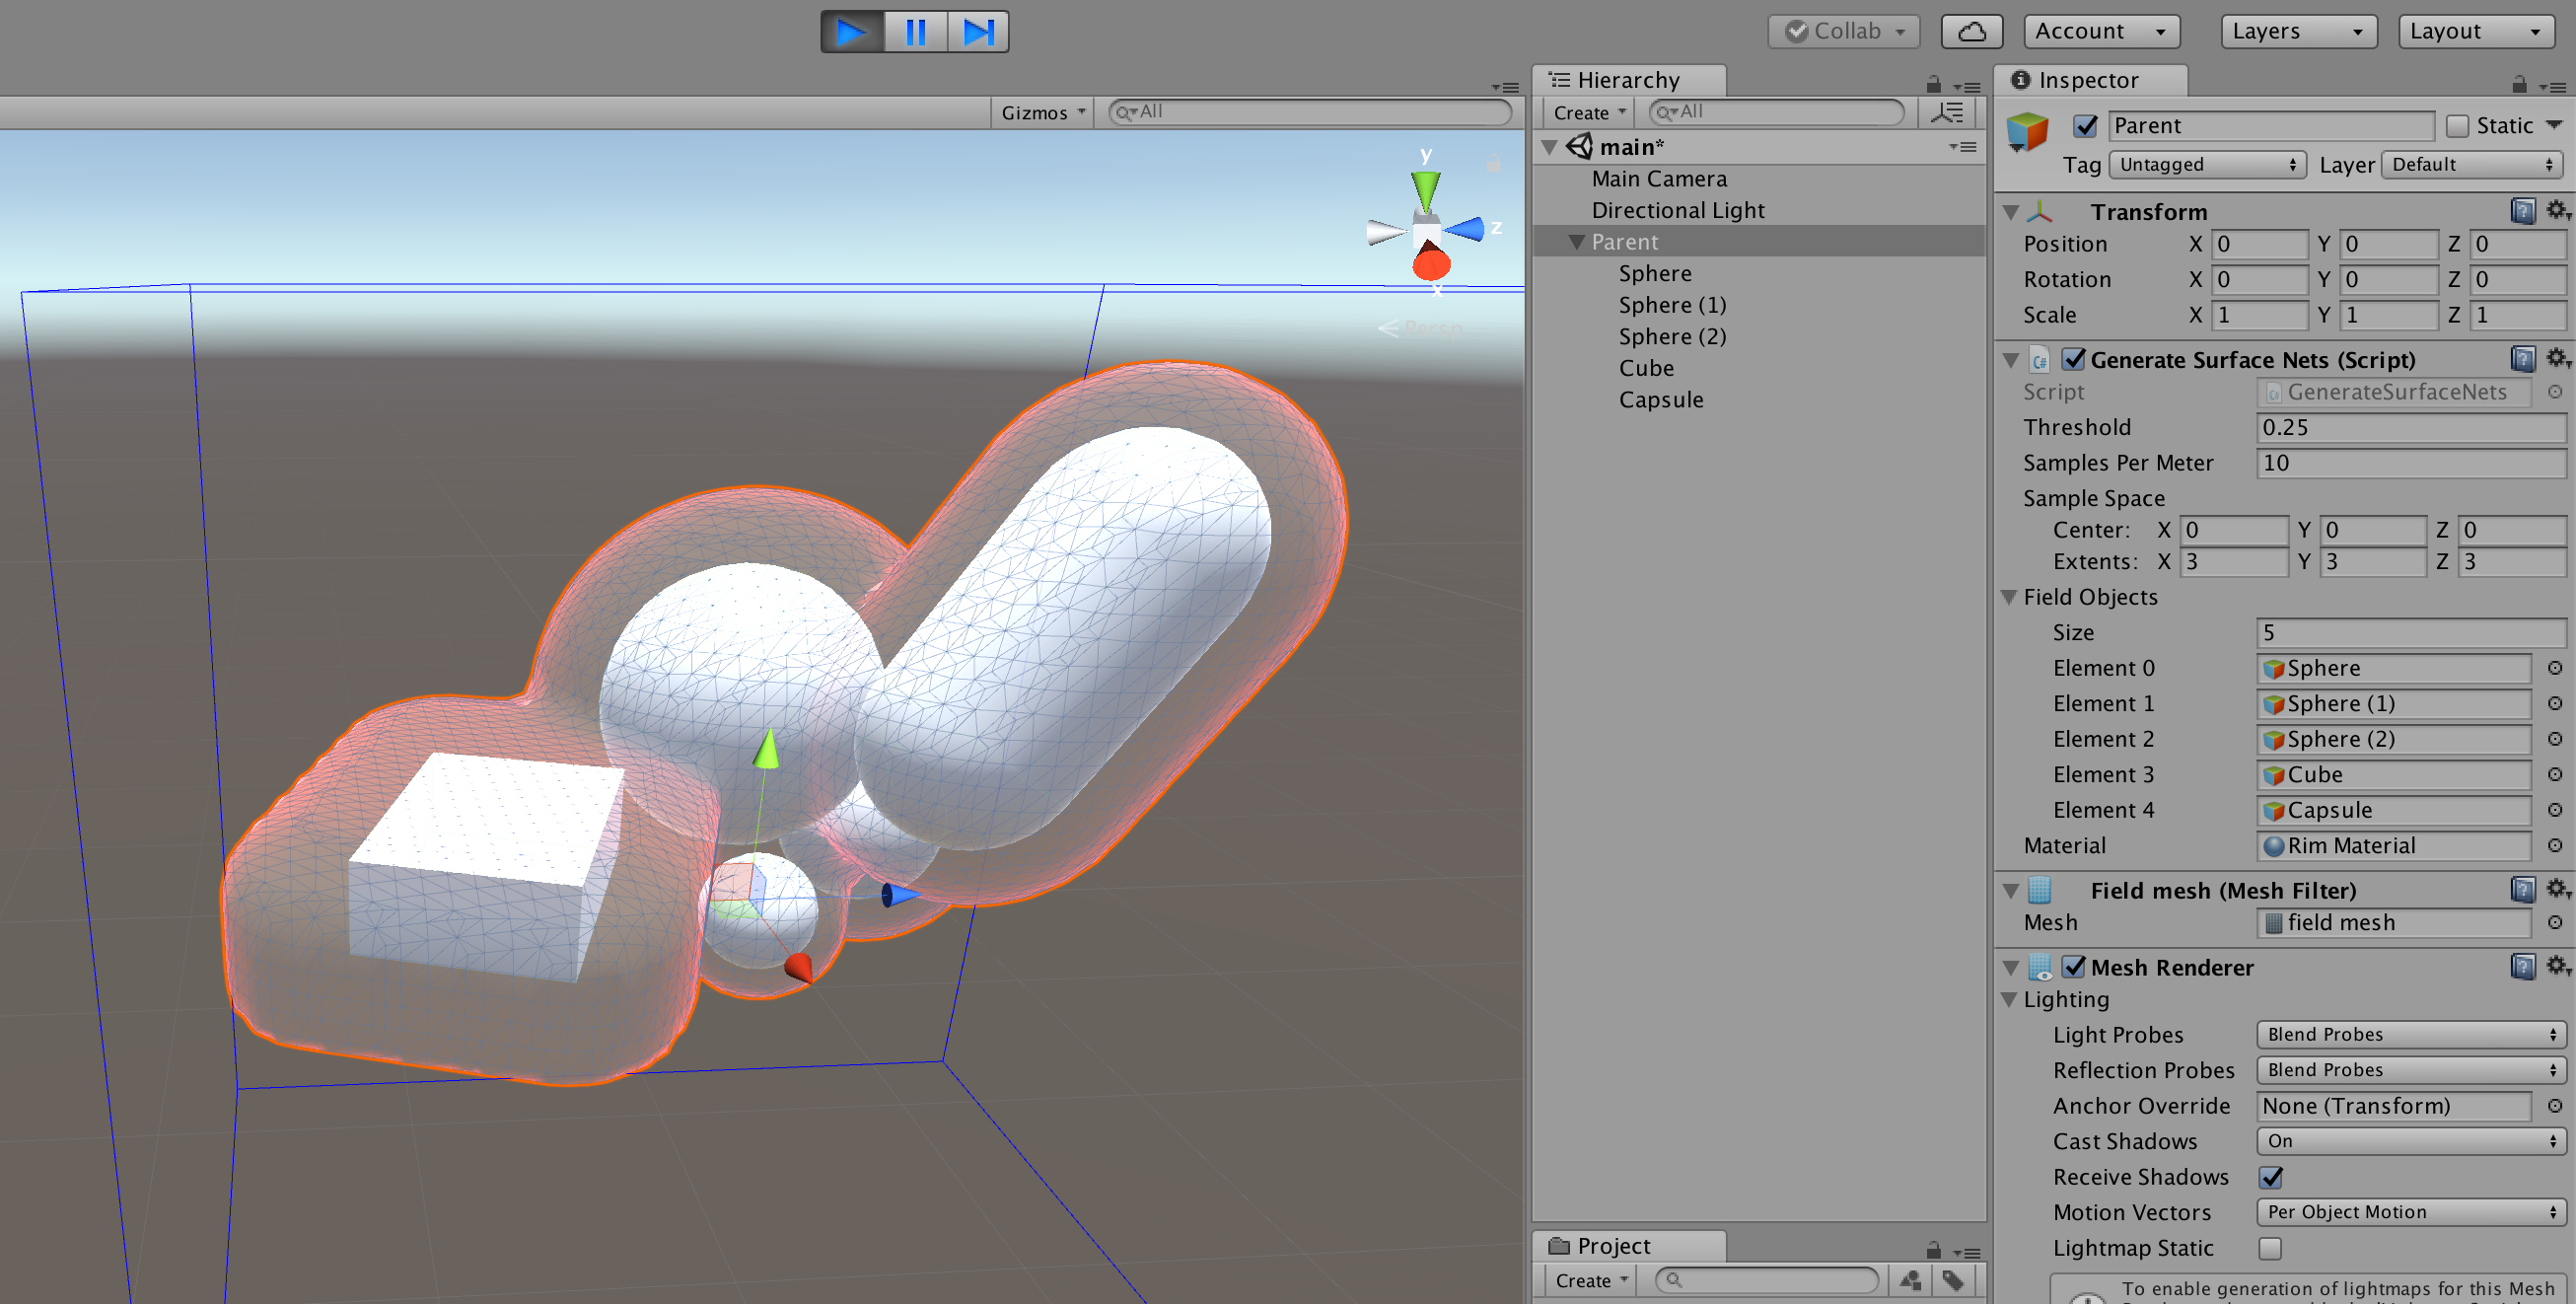 Collab
Account
Layers
Layout
Gizmos
All
y
z
x
Persp
Hierarchy
Create
All
main*
Main Camera
Directional Light
Parent
Sphere
Sphere (1)
Sphere (2)
Cube
Capsule
Project
Create
Inspector
Parent
Static
Tag Untagged Layer Default
Transform
Position X 0 Y 0 Z 0
Rotation X 0 Y 0 Z 0
Scale X 1 Y 1 Z 1
C# Generate Surface Nets (Script)
Script GenerateSurfaceNets
Threshold 0.25
Samples Per Meter 10
Sample Space
Center: X 0 Y 0 Z 0
Extents: X 3 Y 3 Z 3
Field Objects
Size 5
Element 0 Sphere
Element 1 Sphere (1)
Element 2 Sphere (2)
Element 3 Cube
Element 4 Capsule
Material Rim Material
Field mesh (Mesh Filter)
Mesh field mesh
Mesh Renderer
Lighting
Light Probes Blend Probes
Reflection Probes Blend Probes
Anchor Override None (Transform)
Cast Shadows On
Receive Shadows
Motion Vectors Per Object Motion
Lightmap Static
To enable generation of lightmaps for this Mesh